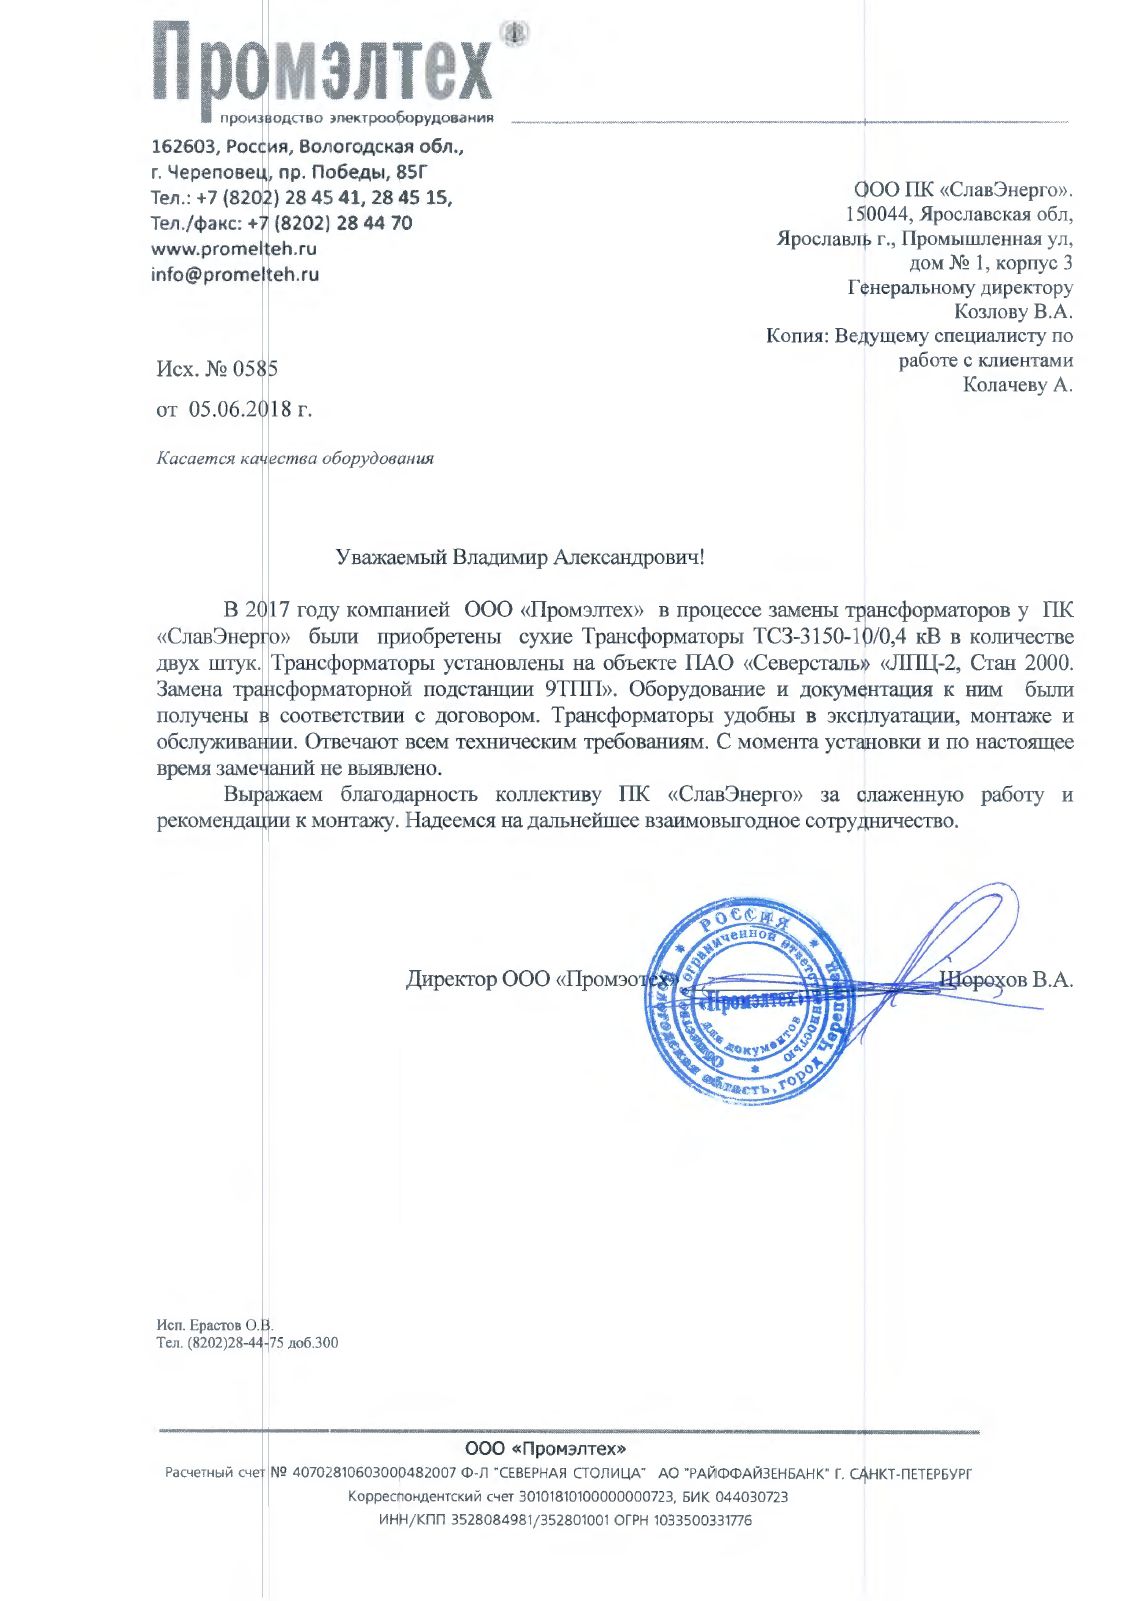 Промэлтех
производство электрооборудования
162603, Россия, Вологодская обл.,
г. Череповец, пр. Победы, 85Г
Тел.: +7 (8202) 28 45 41, 28 45 15,
Тел./факс: +7 (8202) 28 44 70
www.promelteh.ru
info@promelteh.ru
ООО ПК «СлавЭнерго».
150044, Ярославская обл,
Ярославль г., Промышленная ул,
дом № 1, корпус 3
Генеральному директору
Козлову В.А.
Копия: Ведущему специалисту по
работе с клиентами
Колачеву А.
Исх. № 0585
от 05.06.2018 г.
Касается качества оборудования
Уважаемый Владимир Александрович!
В 2017 году компанией ООО «Промэлтех» в процессе замены трансформаторов у ПК
«СлавЭнерго» были приобретены сухие Трансформаторы ТСЗ-3150-10/0,4 кВ в количестве
двух штук. Трансформаторы установлены на объекте ПАО «Северсталь» «ЛПЦ-2, Стан 2000.
Замена трансформаторной подстанции 9ТПП». Оборудование и документация к ним были
получены в соответствии с договором. Трансформаторы удобны в эксплуатации, монтаже и
обслуживании. Отвечают всем техническим требованиям. С момента установки и по настоящее
время замечаний не выявлено.
Выражаем благодарность коллективу ПК «СлавЭнерго» за слаженную работу и
рекомендации к монтажу. Надеемся на дальнейшее взаимовыгодное сотрудничество.
Директор ООО «Промэотех»
Шорохов В.А.
* РОССИЯ *
Вологодская область, город Череповец
Общество с ограниченной ответственностью
«Промэлтех»
для документов
*
Исп. Ерастов О.В.
Тел. (8202)28-44-75 доб.300
ООО «Промэлтех»
Расчетный счет № 40702810603000482007 Ф-Л "СЕВЕРНАЯ СТОЛИЦА" АО "РАЙФФАЙЗЕНБАНК" Г. САНКТ-ПЕТЕРБУРГ
Корреспондентский счет 30101810100000000723, БИК 044030723
ИНН/КПП 3528084981/352801001 ОГРН 1033500331776